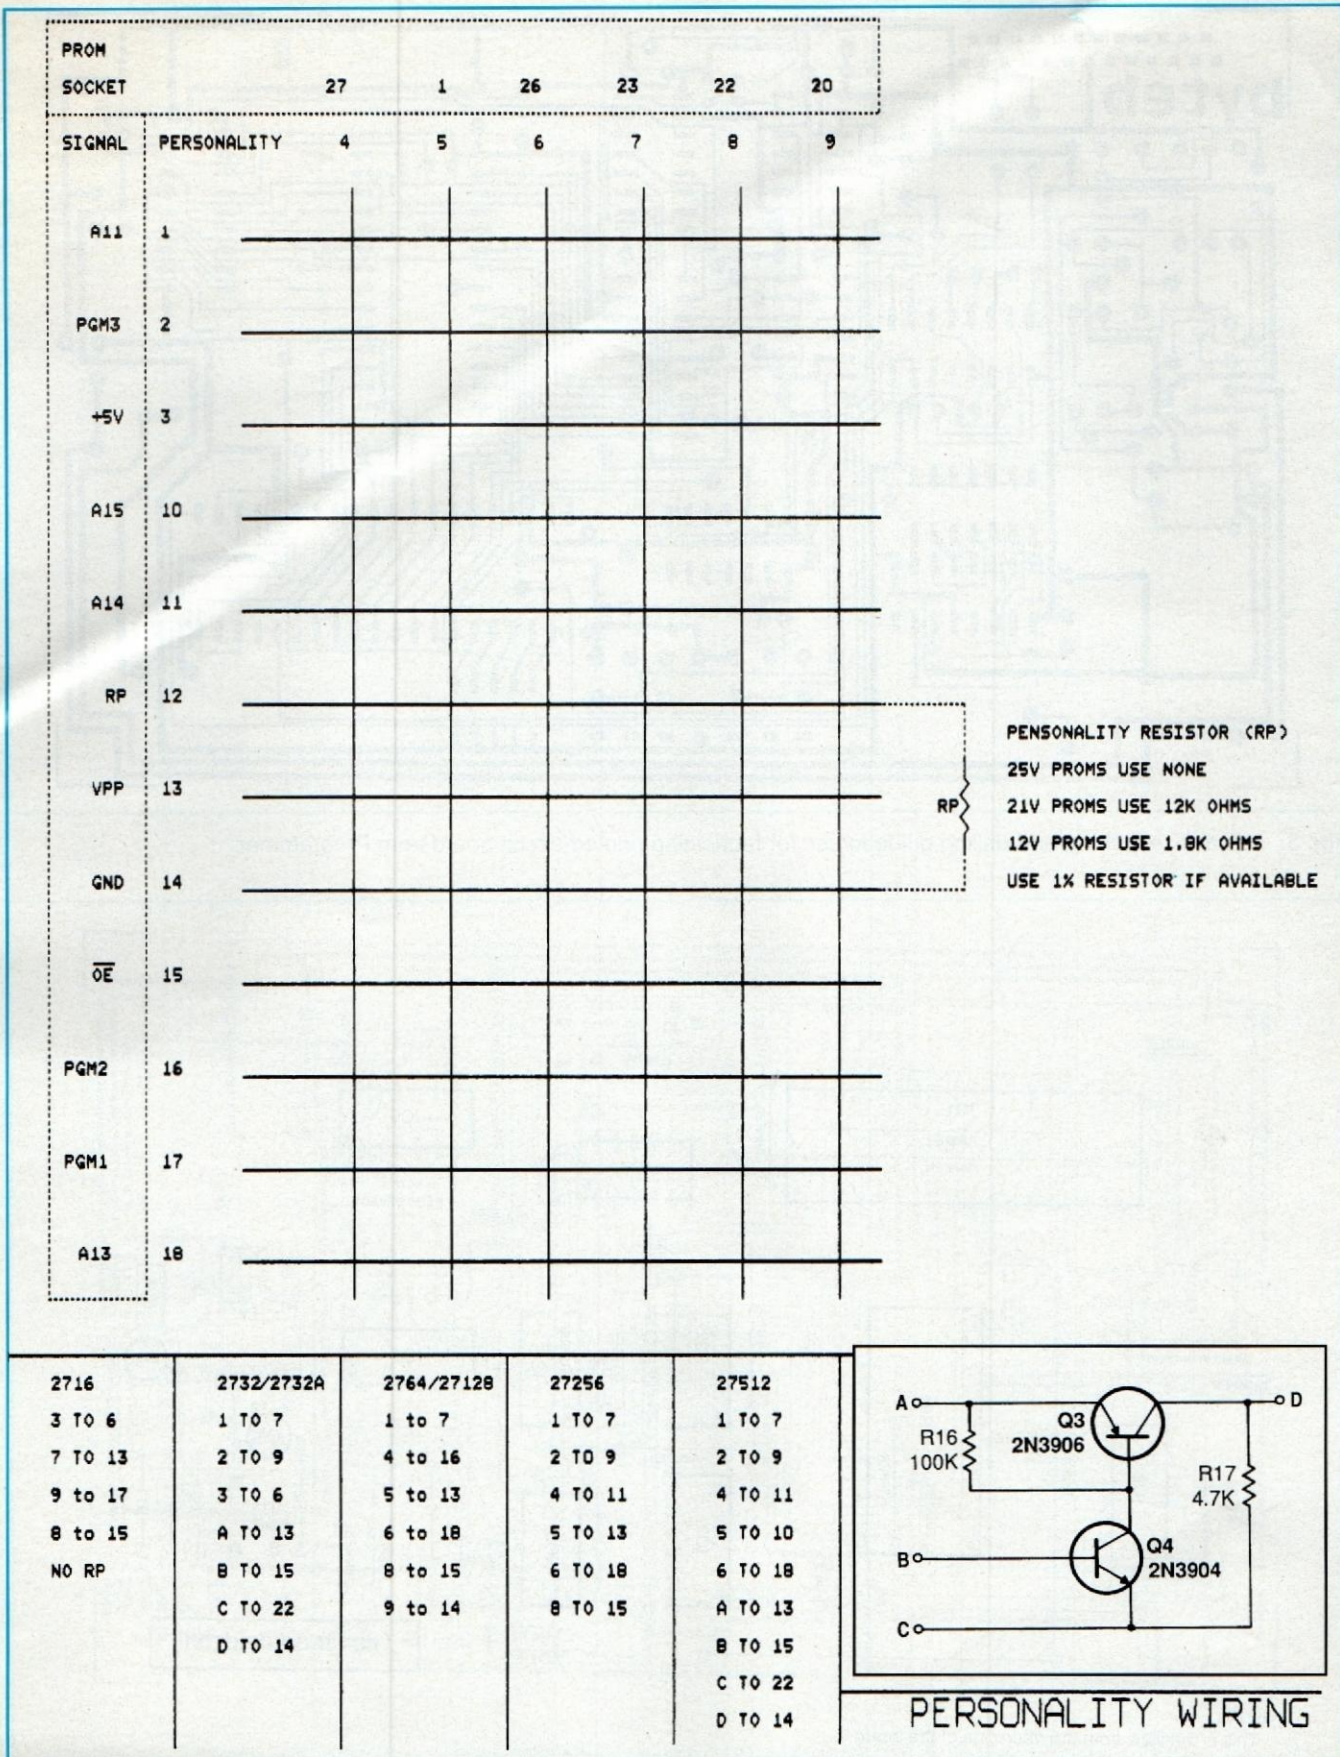 PROM
SOCKET 27 1 26 23 22 20
SIGNAL PERSONALITY 4 5 6 7 8 9
A11 1
PGM3 2
+5V 3
A15 10
A14 11
RP 12
VPP 13
GND 14
OE 15
PGM2 16
PGM1 17
A13 18
RP
PENSONALITY RESISTOR (RP)
25V PROMS USE NONE
21V PROMS USE 12K OHMS
12V PROMS USE 1.8K OHMS
USE 1% RESISTOR IF AVAILABLE
2716
3 TO 6
7 TO 13
9 to 17
8 to 15
NO RP
2732/2732A
1 TO 7
2 TO 9
3 TO 6
A TO 13
B TO 15
C TO 22
D TO 14
2764/27128
1 to 7
4 to 16
5 to 13
6 to 18
8 to 15
9 to 14
27256
1 TO 7
2 TO 9
4 TO 11
5 TO 13
6 TO 18
8 TO 15
27512
1 TO 7
2 TO 9
4 TO 11
5 TO 10
6 TO 18
A TO 13
B TO 15
C TO 22
D TO 14
A
D
R16
100K
Q3
2N3906
R17
4.7K
B
Q4
2N3904
C
PERSONALITY WIRING